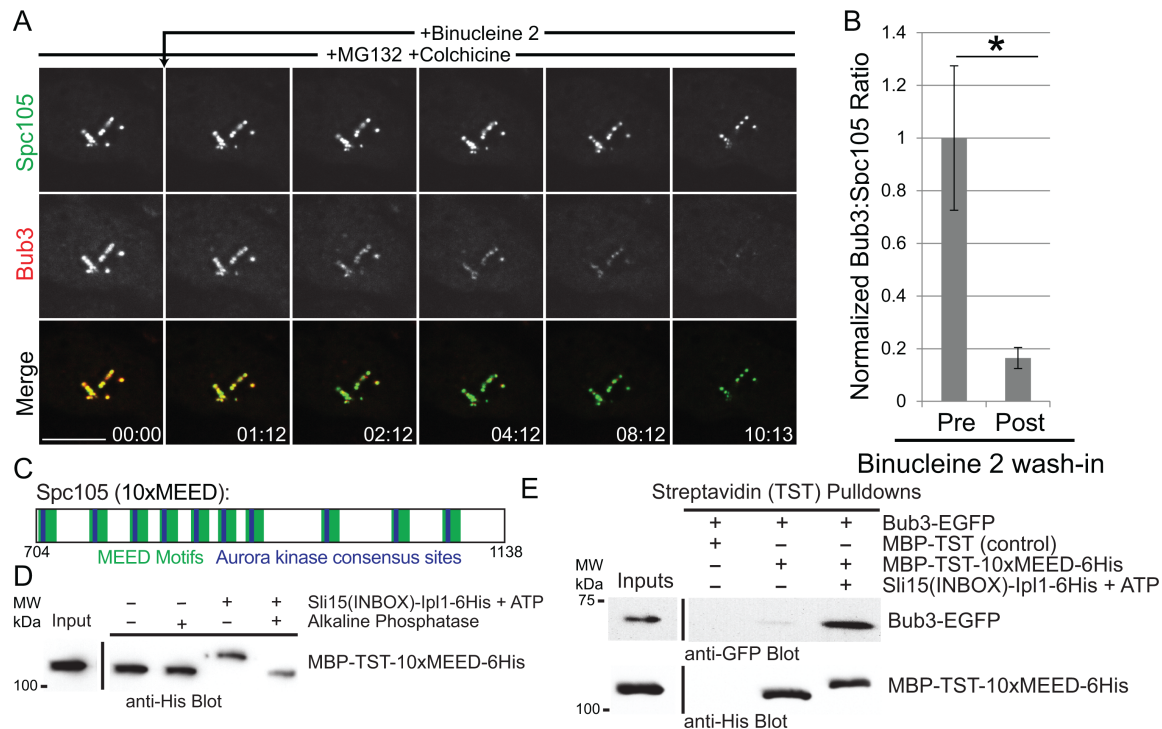 A
+Binucleine 2
+MG132 +Colchicine
Spc105
Bub3
Merge
00:00 01:12 02:12 04:12 08:12 10:13
B
Normalized Bub3:Spc105 Ratio
1.4
1.2
1
0.8
0.6
0.4
0.2
0
*
Pre Post
Binucleine 2 wash-in
C
Spc105 (10xMEED):
704 1138
MEED Motifs Aurora kinase consensus sites
D
MW
kDa
Input
– – + + Sli15(INBOX)-Ipl1-6His + ATP
– + – + Alkaline Phosphatase
MBP-TST-10xMEED-6His
100
anti-His Blot
E
Streptavidin (TST) Pulldowns
+ + + Bub3-EGFP
+ – – MBP-TST (control)
– + + MBP-TST-10xMEED-6His
– – + Sli15(INBOX)-Ipl1-6His + ATP
MW
kDa
Inputs
75
Bub3-EGFP
anti-GFP Blot
MBP-TST-10xMEED-6His
100
anti-His Blot